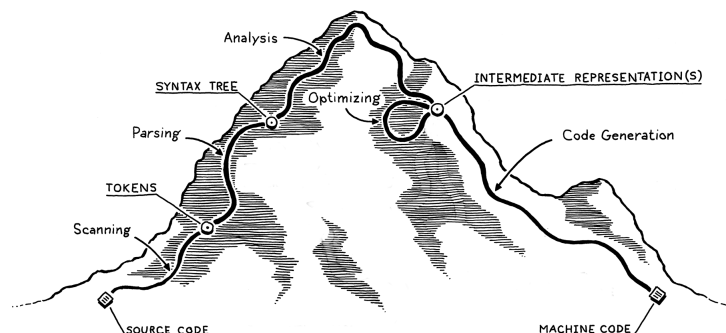 Analysis
SYNTAX TREE
INTERMEDIATE REPRESENTATION(S)
Optimizing
Parsing
Code Generation
TOKENS
Scanning
SOURCE CODE
MACHINE CODE